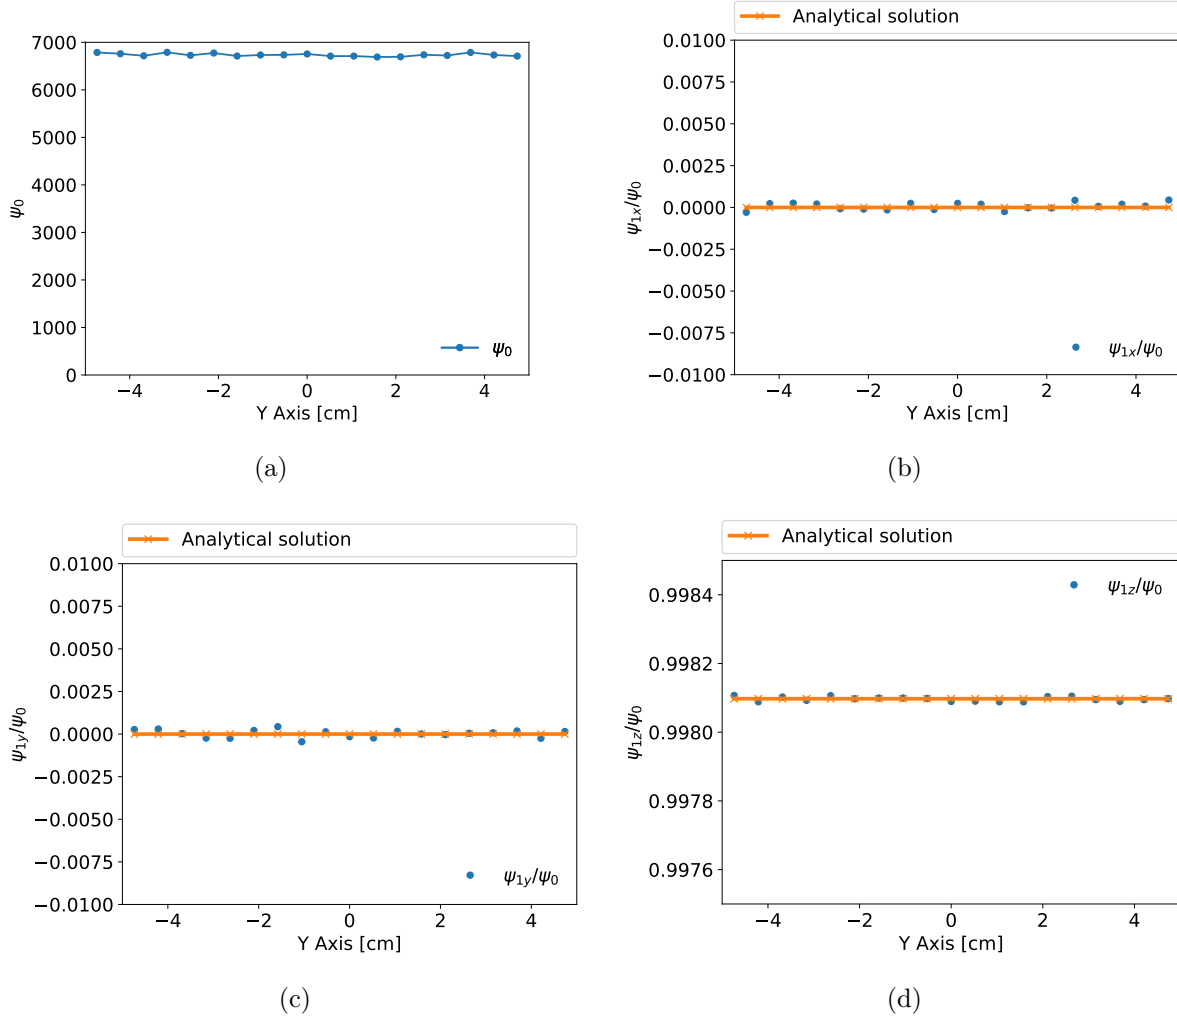 7000
6000
5000
4000
3000
2000
1000
0
ψ0
ψ0
−4 −2 0 2 4
Y Axis [cm]
(a)
Analytical solution
0.0100
0.0075
0.0050
0.0025
0.0000
−0.0025
−0.0050
−0.0075
−0.0100
ψ1x/ψ0
ψ1x/ψ0
−4 −2 0 2 4
Y Axis [cm]
(b)
Analytical solution
0.0100
0.0075
0.0050
0.0025
0.0000
−0.0025
−0.0050
−0.0075
−0.0100
ψ1y/ψ0
ψ1y/ψ0
−4 −2 0 2 4
Y Axis [cm]
(c)
Analytical solution
ψ1z/ψ0
0.9984
0.9982
0.9980
0.9978
0.9976
ψ1z/ψ0
−4 −2 0 2 4
Y Axis [cm]
(d)